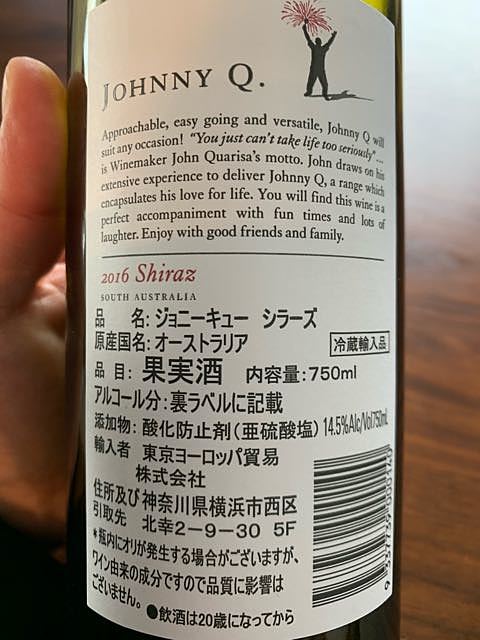 JOHNNY Q.
Approachable, easy going and versatile, Johnny Q will
suit any occasion! "You just can't take life too seriously"...
is Winemaker John Quarisa's motto. John draws on his
extensive experience to deliver Johnny Q, a range which
encapsulates his love for life. You will find this wine is a
perfect accompaniment with fun times and lots of
laughter. Enjoy with good friends and family.
2016 Shiraz
SOUTH AUSTRALIA
品 名:ジョニーキュー シラーズ
原産国名:オーストラリア 冷蔵輸入品
品 目:果実酒 内容量:750ml
アルコール分:裏ラベルに記載
添加物:酸化防止剤(亜硫酸塩) 14.5%Alc/Vol750mL
輸入者 東京ヨーロッパ貿易
株式会社
住所及び 神奈川県横浜市西区
引取先 北幸2-9-30 5F
*瓶内にオリが発生する場合がございますが、
ワイン由来の成分ですので品質に影響は
ございません。 ●飲酒は20歳になってから